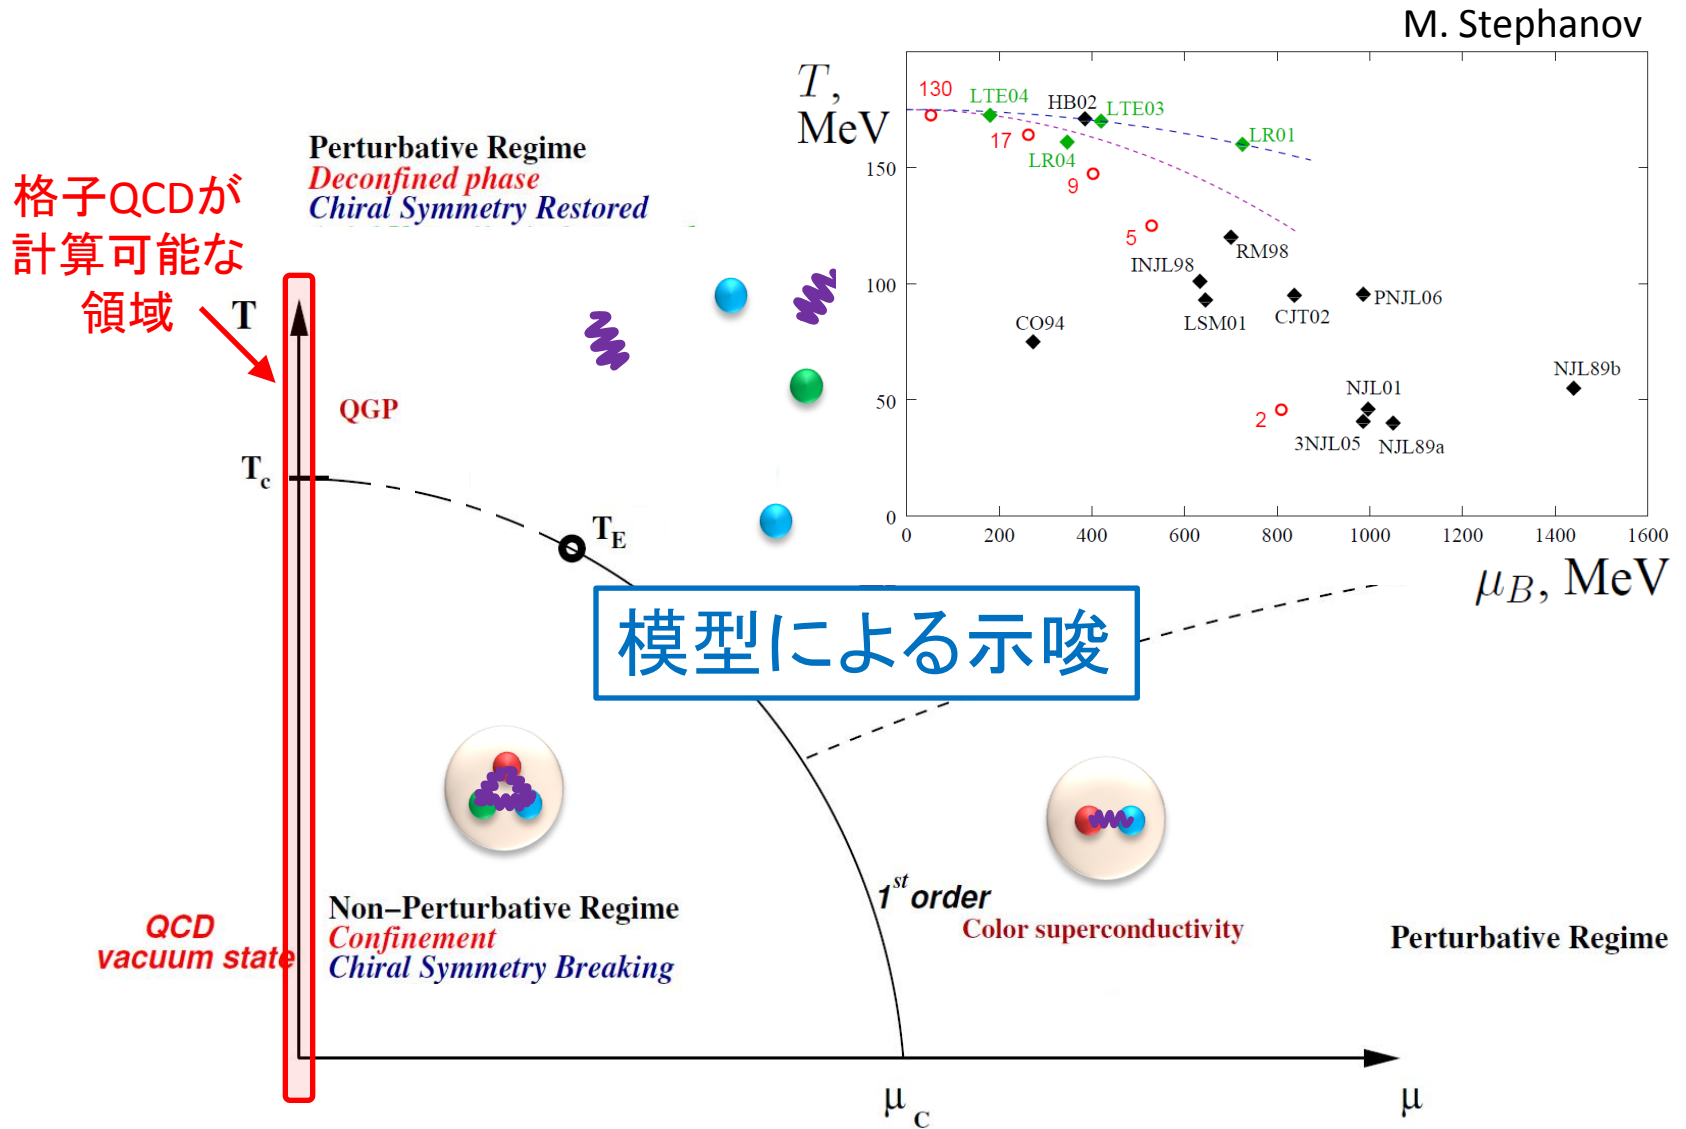 M. Stephanov
T,
MeV
130
LTE04
HB02
LTE03
17
LR04
LR01
9
150
5
INJL98
RM98
100
CO94
LSM01
CJT02
PNJL06
NJL89b
NJL01
50
2
3NJL05
NJL89a
0
0
200
400
600
800
1000
1200
1400
1600
μB, MeV
Perturbative Regime
Deconfined phase
Chiral Symmetry Restored
格子QCDが
計算可能な
領域
T
QGP
Tc
TE
模型による示唆
1st order
Non-Perturbative Regime
Confinement
Chiral Symmetry Breaking
QCD
vacuum state
Color superconductivity
Perturbative Regime
μc
μ